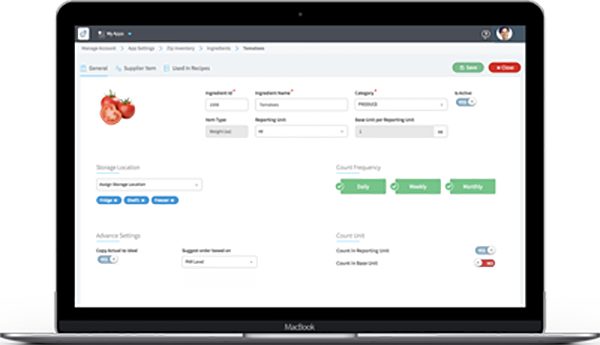 My Apps
Manage Account > App Settings > Zip Inventory > Ingredients > Tomatoes
General Supplier Item Used In Recipes Save Close
Ingredient Id* Ingredient Name* Category* Is Active
Tomatoes PRODUCE YES
Item Type Reporting Unit Base Unit per Reporting Unit
Weight (oz) 1 oz
Storage Location Count Frequency
Assign Storage Location Daily Weekly Monthly
Fridge Shelf1 Freezer
Advance Settings Count Unit
Copy Actual to Ideal Suggest order based on Count In Reporting Unit YES
YES PAR Level Count In Base Unit NO
MacBook